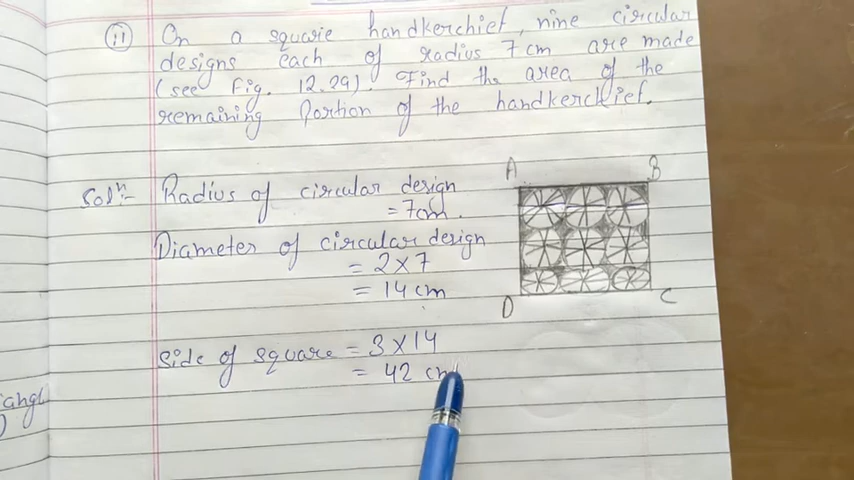 (ii) On a square handkerchief, nine circular
designs each of radius 7 cm are made
(see Fig. 12.29). Find the area of the
remaining portion of the handkerchief.
Solⁿ:- Radius of circular design
= 7cm.
Diameter of circular design
= 2 × 7
= 14 cm
Side of square = 3 × 14
= 42 cm
A B
D C
angl
)